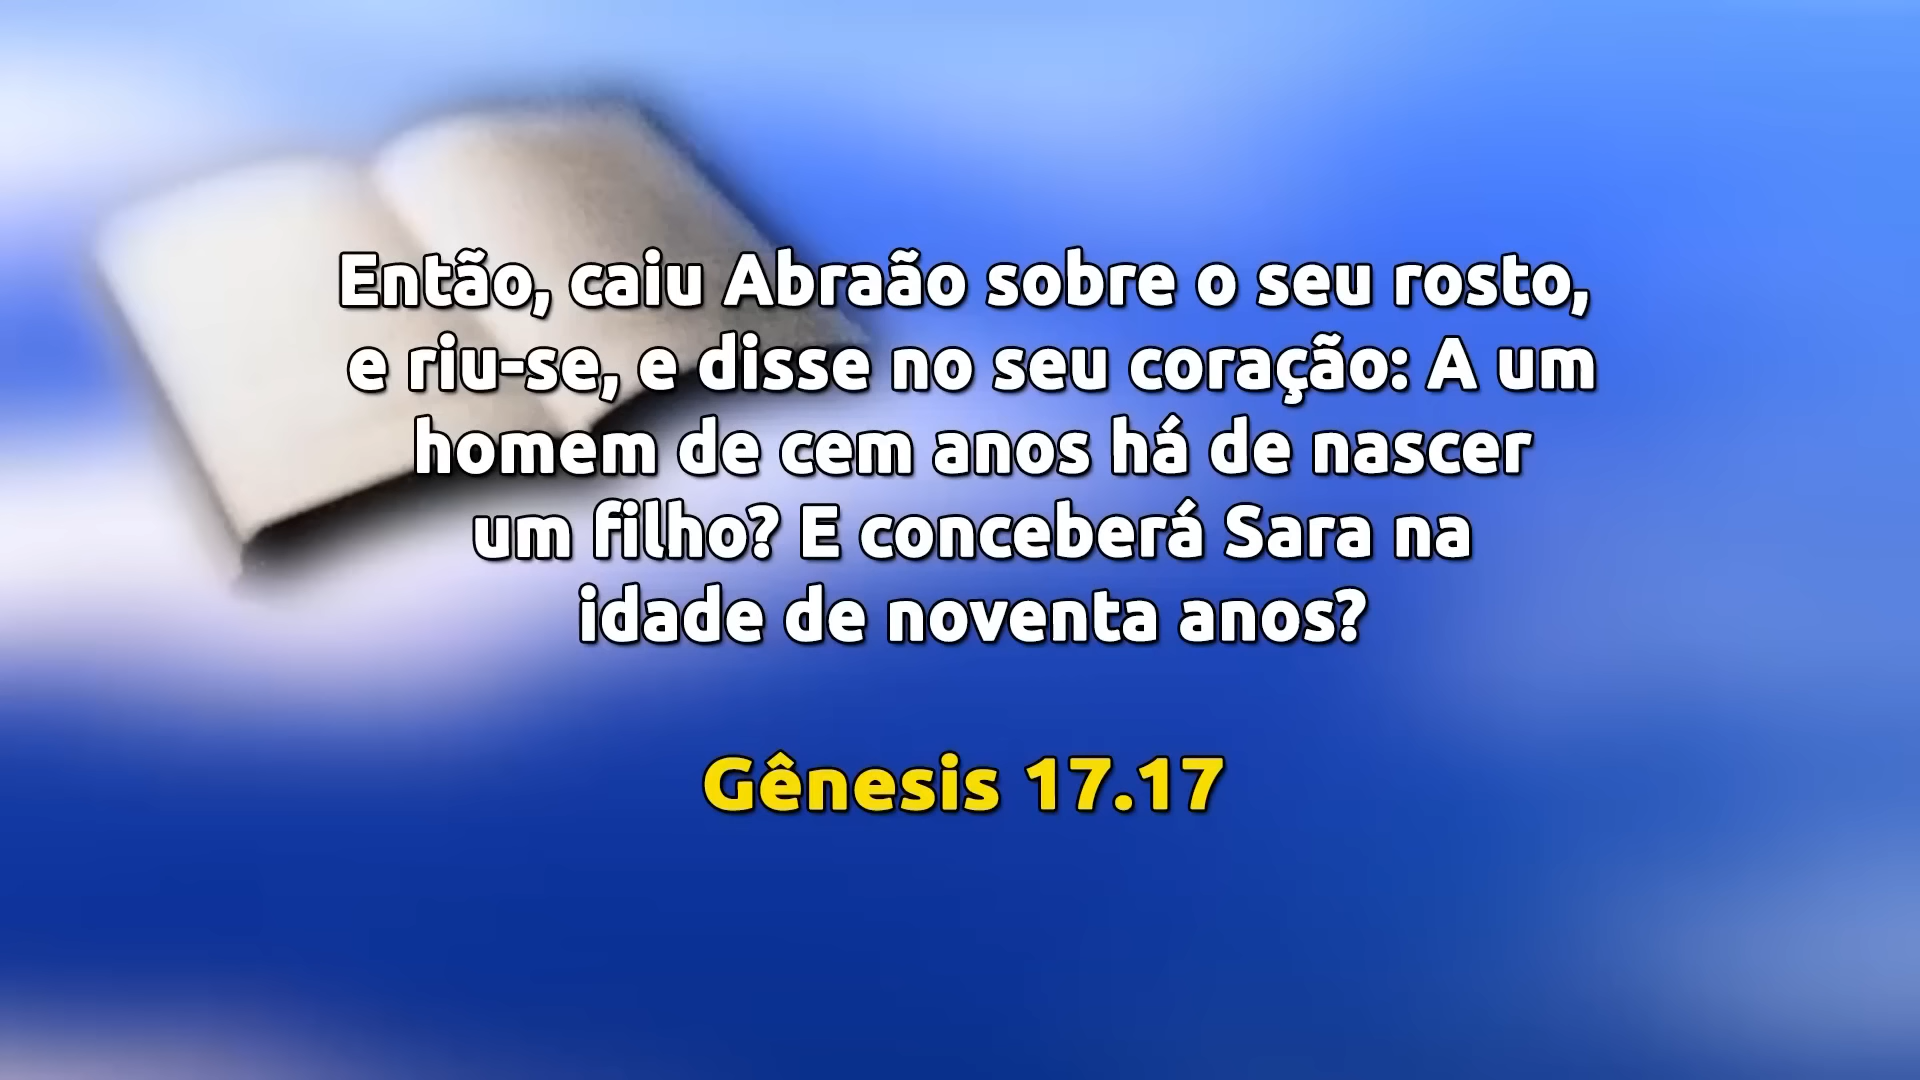 Então, caiu Abraão sobre o seu rosto,
e riu-se, e disse no seu coração: A um
homem de cem anos há de nascer
um filho? E conceberá Sara na
idade de noventa anos?
Gênesis 17.17